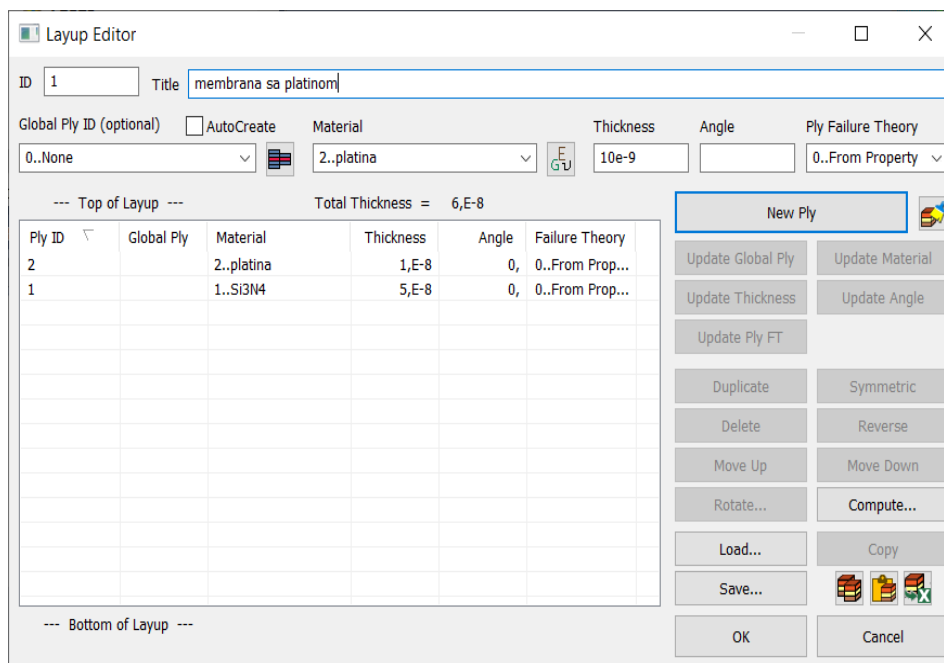 Layup Editor
ID 1 Title membrana sa platinom
Global Ply ID (optional) AutoCreate Material Thickness Angle Ply Failure Theory
0..None 2..platina 10e-9 0..From Property
--- Top of Layup --- Total Thickness = 6,E-8 New Ply
Ply ID Global Ply Material Thickness Angle Failure Theory
2 2..platina 1,E-8 0, 0..From Prop...
1 1..Si3N4 5,E-8 0, 0..From Prop...
Update Global Ply Update Material
Update Thickness Update Angle
Update Ply FT
Duplicate Symmetric
Delete Reverse
Move Up Move Down
Rotate... Compute...
Load... Copy
Save...
--- Bottom of Layup --- OK Cancel